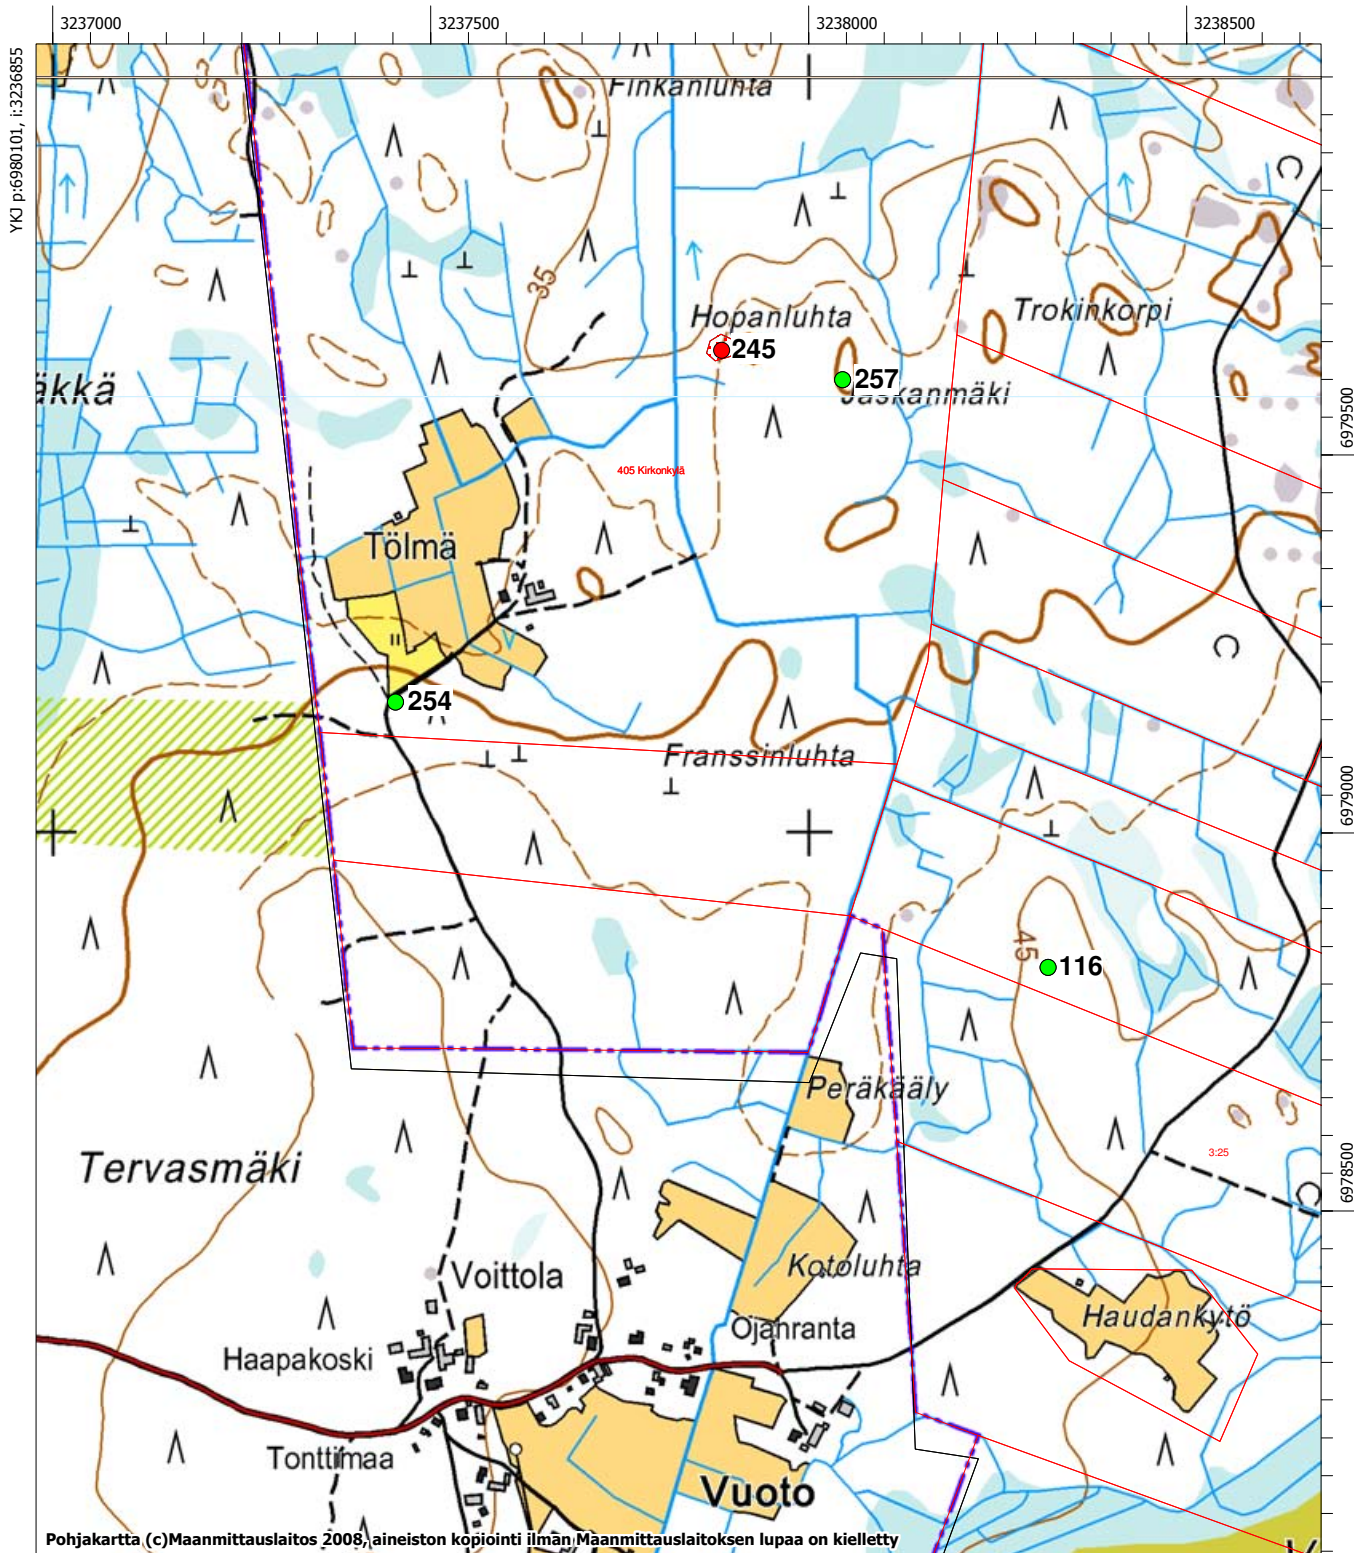 3237000
3237500
3238000
3238500
YKJ p:6980101, i:3236855
Finkanluhta
35
Hopanluhta
Trokinkorpi
245
257
Jaskanmäki
äkkä
6979500
405 Kirkonkylä
Tölmä
254
Franssinluhta
6979000
45
116
Peräkääly
Tervasmäki
3:25
6978500
Voittola
Kotoluhta
Haudankytö
Ojanranta
Haapakoski
Tonttimaa
Vuoto
Pohjakartta (c)Maanmittauslaitos 2008, aineiston kopiointi ilman Maanmittauslaitoksen lupaa on kielletty